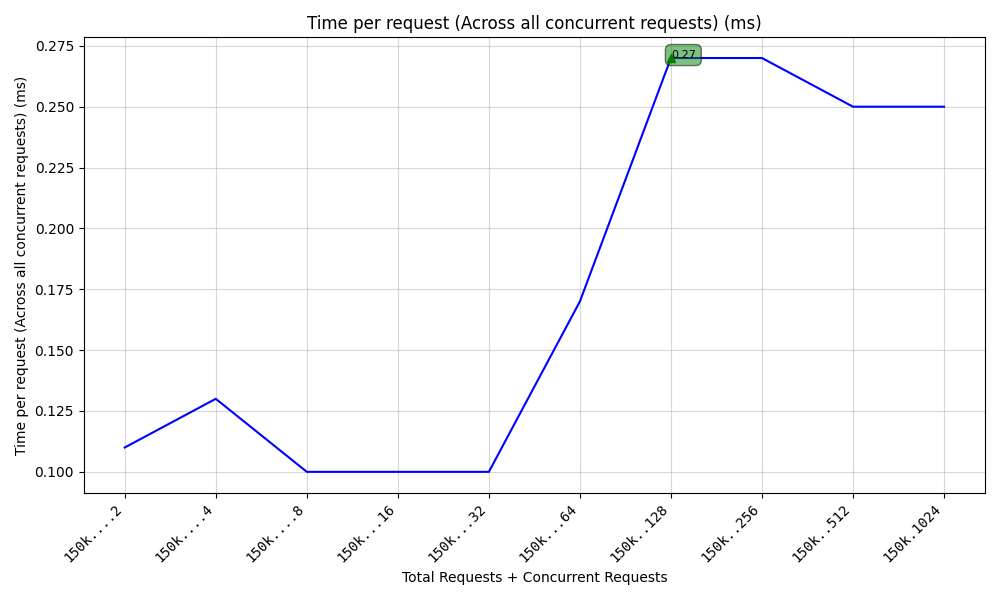 Time per request (Across all concurrent requests) (ms)
Time per request (Across all concurrent requests) (ms)
0.275
0.250
0.225
0.200
0.175
0.150
0.125
0.100
0.27
150k....2
150k....4
150k....8
150k...16
150k...32
150k...64
150k..128
150k..256
150k..512
150k.1024
Total Requests + Concurrent Requests